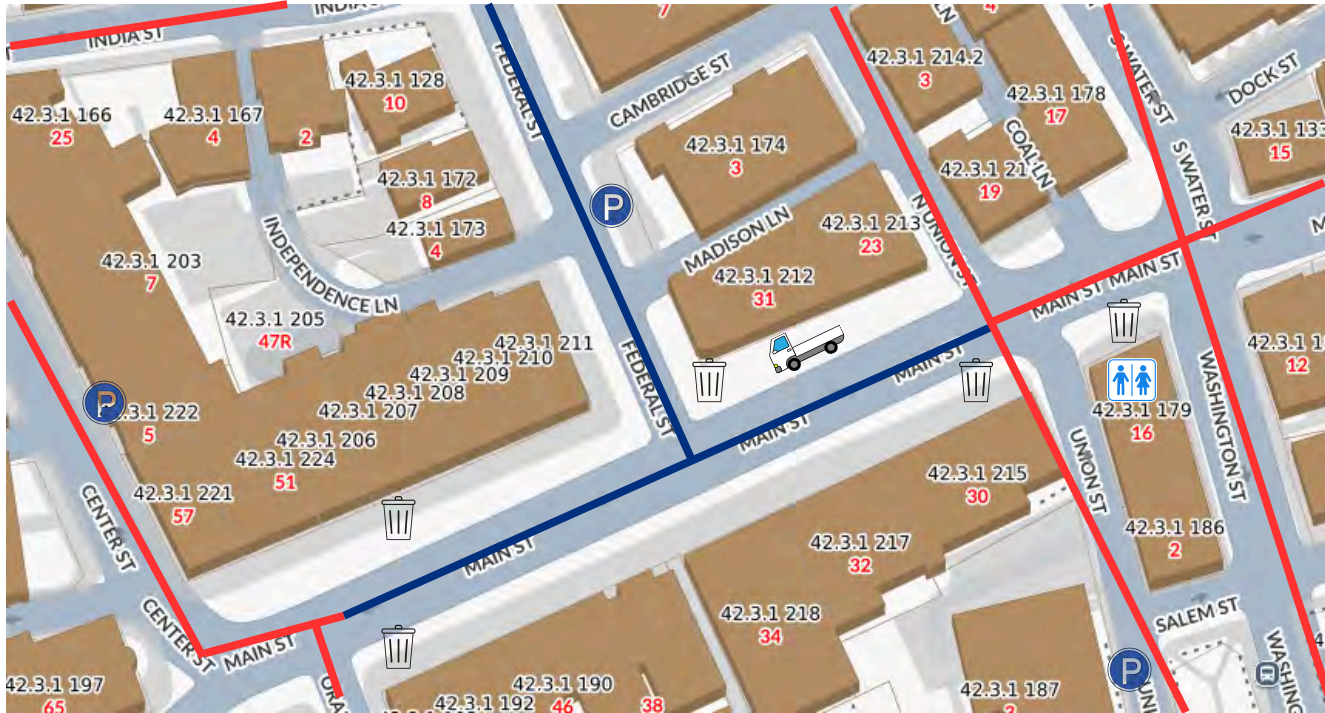 INDIA ST
42.3.1 166
25
42.3.1 167
4
2
42.3.1 128
10
FEDERAL ST
7
CAMBRIDGE ST
42.3.1 214.2
3
LN
4
42.3.1 178
17
S WATER ST
DOCK ST
15
42.3.1 172
8
42.3.1 173
4
P
42.3.1 174
3
COAL LN
19
S WATER ST
42.3.1 203
7
INDEPENDENCE LN
MADISON LN
42.3.1 213
23
N UNION ST
42.3.1 212
31
MAIN ST
MAIN ST
42.3.1 205
47R
42.3.1 211
42.3.1 210
42.3.1 209
42.3.1 208
42.3.1 207
42.3.1 206
42.3.1 224
51
FEDERAL ST
MAIN ST
MAIN ST
12
P
42.3.1 222
5
42.3.1 179
16
WASHINGTON ST
42.3.1 221
57
CENTER ST
MAIN ST
42.3.1 215
30
UNION ST
42.3.1 217
32
42.3.1 186
2
CENTER ST
MAIN ST
42.3.1 218
34
SALEM ST
42.3.1 197
65
42.3.1 190
42.3.1 192
46
38
42.3.1 187
P